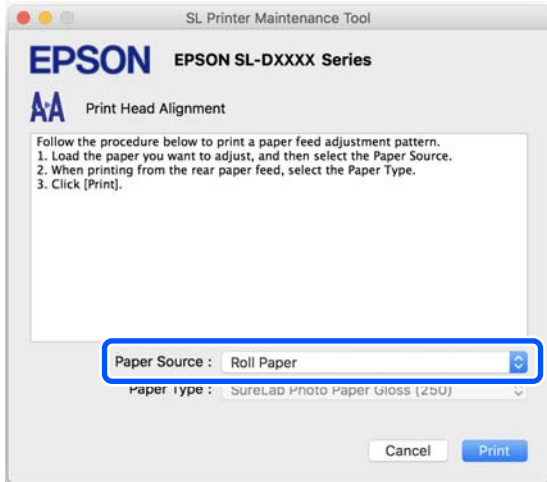 SL Printer Maintenance Tool
EPSON EPSON SL-DXXXX Series
Print Head Alignment
Follow the procedure below to print a paper feed adjustment pattern.
1. Load the paper you want to adjust, and then select the Paper Source.
2. When printing from the rear paper feed, select the Paper Type.
3. Click [Print].
Paper Source : Roll Paper
Paper Type : SureLab Photo Paper Gloss (250)
Cancel Print